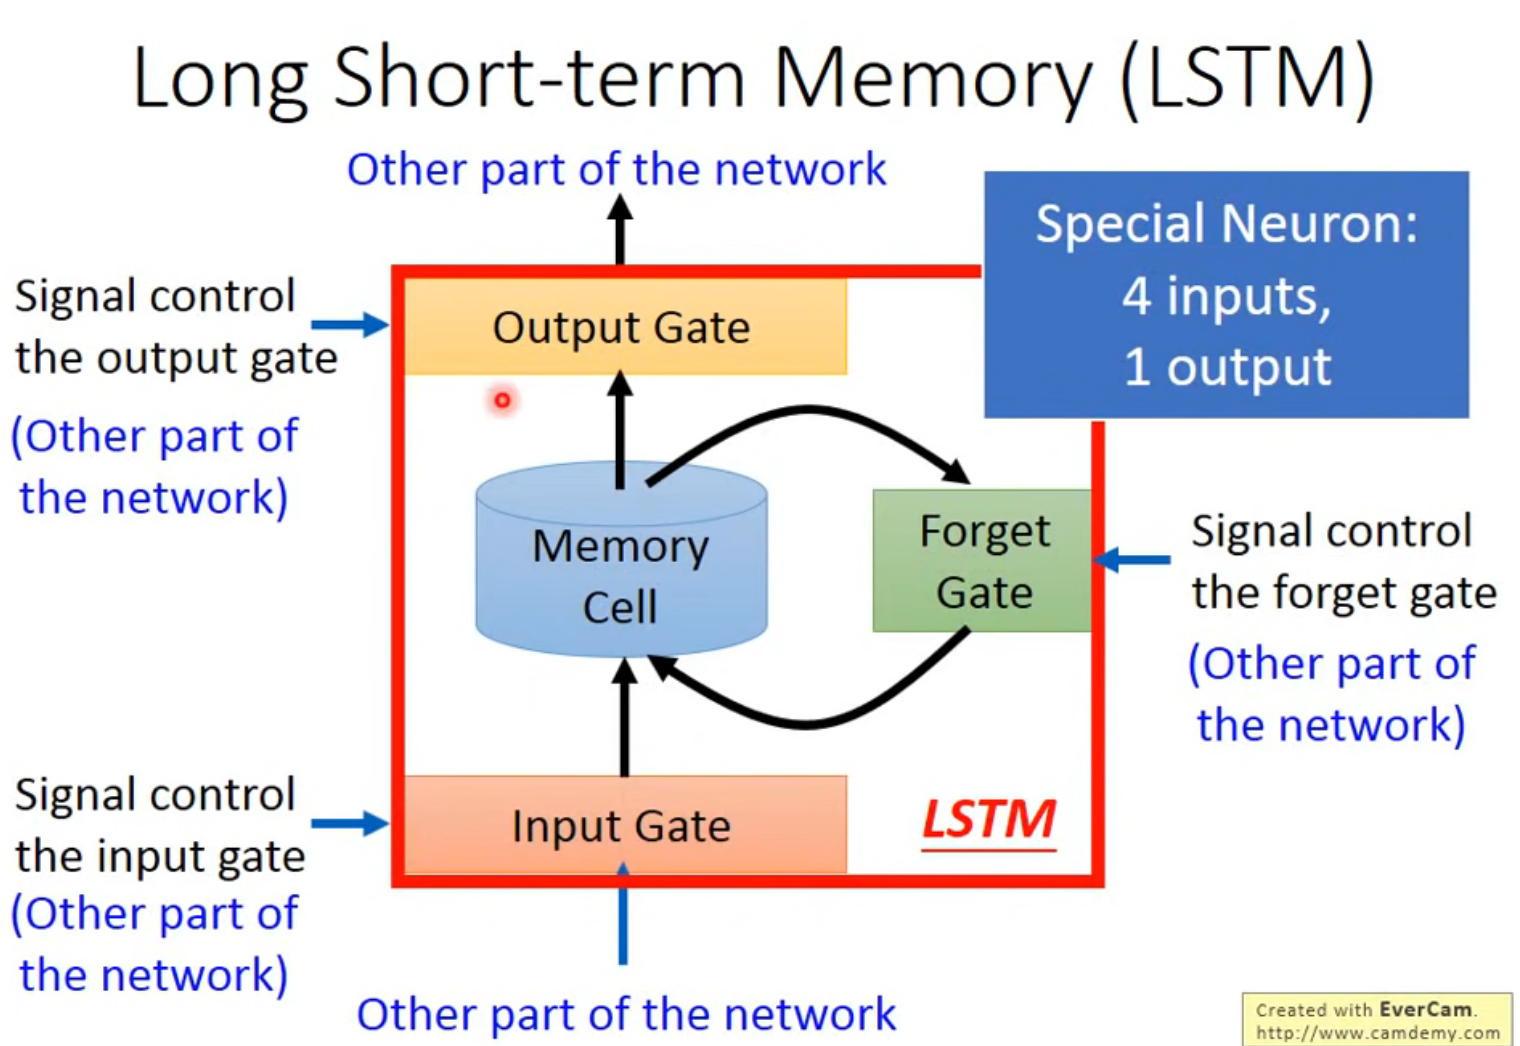 Long Short-term Memory (LSTM)
Other part of the network
Special Neuron:
4 inputs,
1 output
Signal control
the output gate
(Other part of
the network)
Output Gate
Memory
Cell
Forget
Gate
Signal control
the forget gate
(Other part of
the network)
Signal control
the input gate
(Other part of
the network)
Input Gate
LSTM
Other part of the network
Created with EverCam.
http://www.camdemy.com